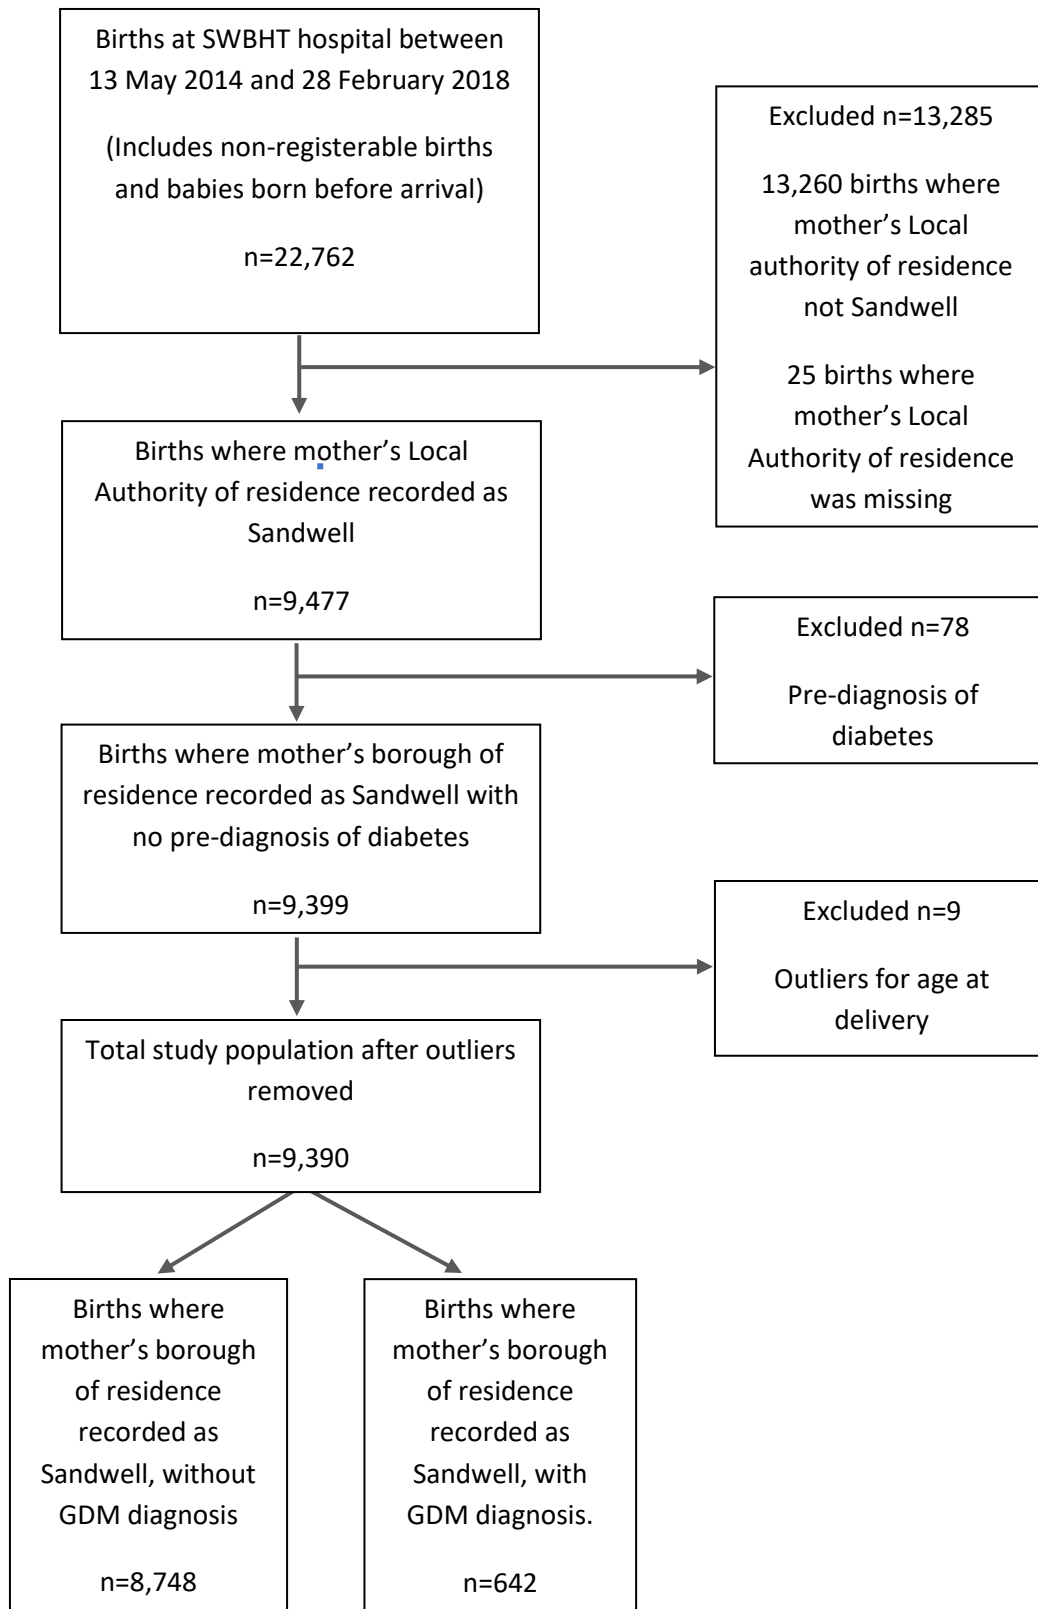 Births at SWBHT hospital between
13 May 2014 and 28 February 2018
(Includes non-registerable births
and babies born before arrival)
n=22,762
Excluded n=13,285
13,260 births where
mother’s Local
authority of residence
not Sandwell
25 births where
mother’s Local
Authority of residence
was missing
Births where mother’s Local
Authority of residence recorded as
Sandwell
n=9,477
Excluded n=78
Pre-diagnosis of
diabetes
Births where mother’s borough of
residence recorded as Sandwell with
no pre-diagnosis of diabetes
n=9,399
Excluded n=9
Outliers for age at
delivery
Total study population after outliers
removed
n=9,390
Births where
mother’s borough
of residence
recorded as
Sandwell, without
GDM diagnosis
n=8,748
Births where
mother’s borough
of residence
recorded as
Sandwell, with
GDM diagnosis.
n=642